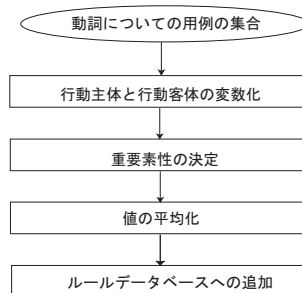 動詞についての用例の集合
行動主体と行動客体の変数化
重要素性の決定
値の平均化
ルールデータベースへの追加